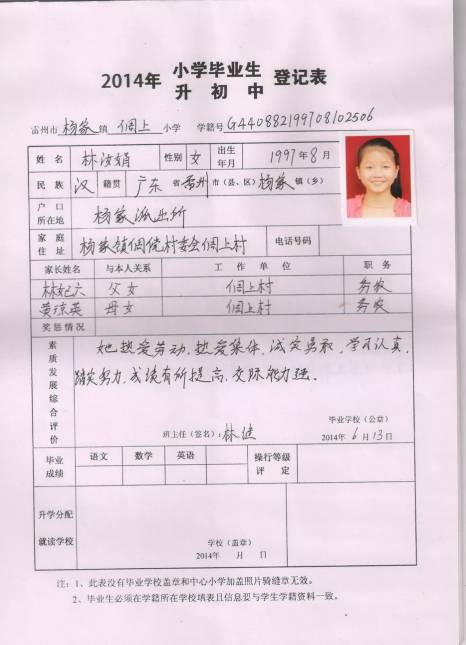 2014年 小学毕业生 登记表
升初中
雷州市 杨家 镇 佣上 小学 学籍号 G440882199708102506
姓名 林汝娟 性别 女 出生年月 1997年8月
民族 汉 籍贯 广东 省 雷州 市（县、区） 杨家 镇（乡）
户口所在地 杨家派出所
家庭住址 杨家镇佣佬村委会佣上村 电话号码
家长姓名 与本人关系 工作单位 职务
林妃六 父女 佣上村 务农
黄琼英 母女 佣上村 务农
奖惩情况
素质发展综合评价
她热爱劳动，热爱集体，诚实勇敢，学习认真，
踏实努力，成绩有所提高，交际能力强．
毕业学校（公章）
班主任（签名）：林健 2014年6月13日
毕业成绩 语文 数学 英语 操行等级评定
升学分配
就读学校
学校（盖章）
2014年 月 日
注：1、此表没有毕业学校盖章和中心小学加盖照片骑缝章无效。
2、毕业生必须在学籍所在学校填表且信息要与学生学籍资料一致。